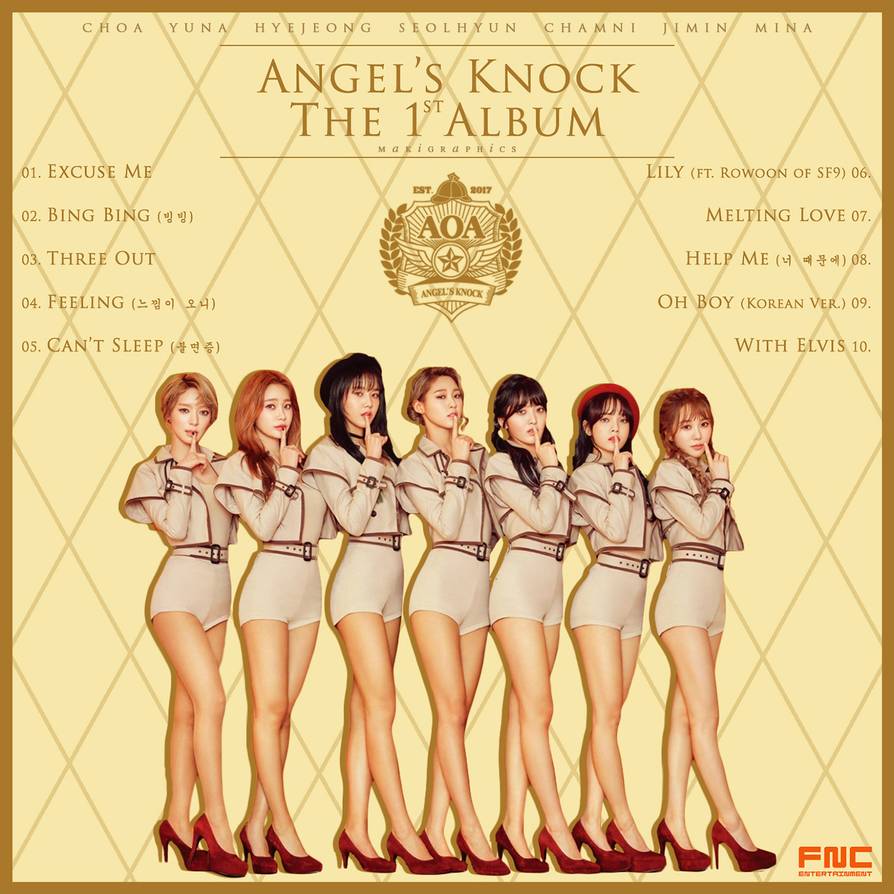 CHOA YUNA HYEJEONG SEOLHYUN CHAMNI JIMIN MINA
ANGEL'S KNOCK
THE 1ST ALBUM
MaKiGRaPHiCS
01. EXCUSE ME
02. BING BING (빙빙)
03. THREE OUT
04. FEELING (느낌이 오니)
05. CAN'T SLEEP (불면증)
LILY (FT. ROWOON OF SF9) 06.
MELTING LOVE 07.
HELP ME (너 때문에) 08.
OH BOY (KOREAN VER.) 09.
WITH ELVIS 10.
EST. 2017
AOA
ANGEL'S KNOCK
FNC
ENTERTAINMENT